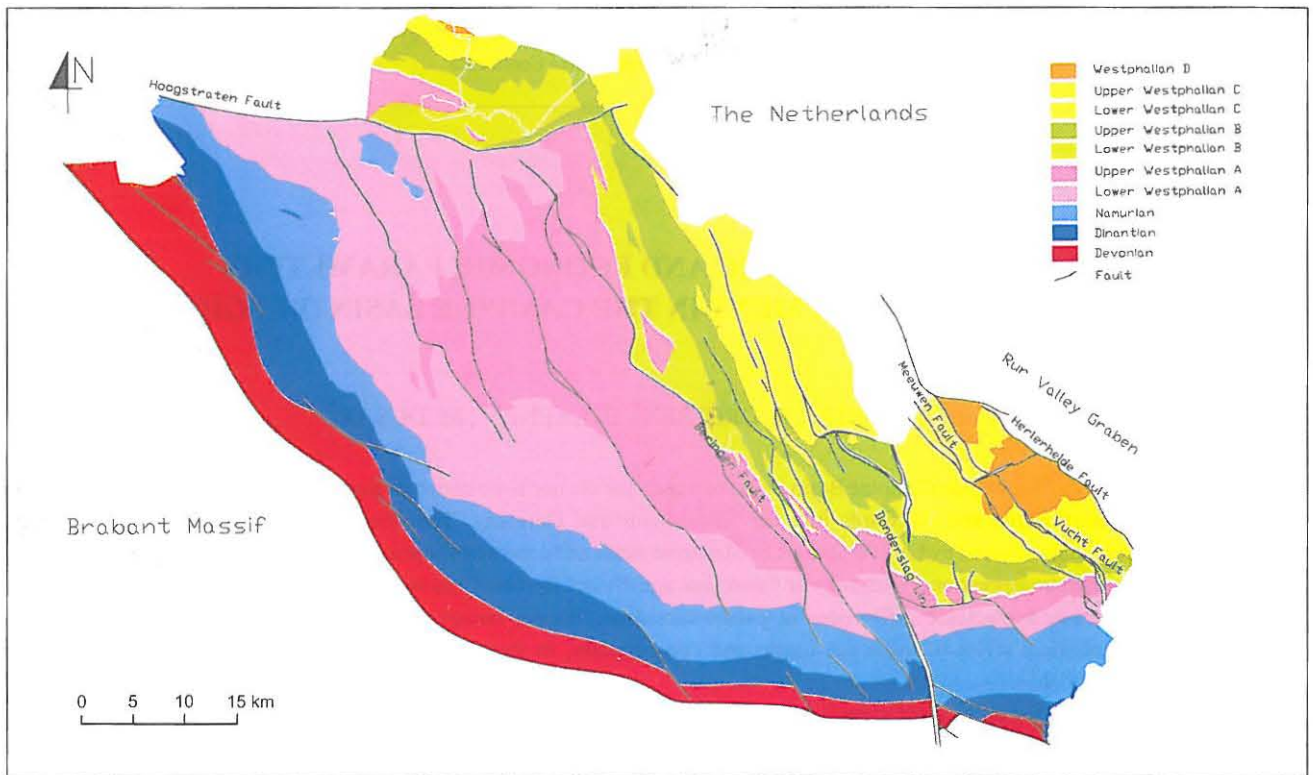 N
Hoogstraten Fault
The Netherlands
Westphalian D
Upper Westphalian C
Lower Westphalian C
Upper Westphalian B
Lower Westphalian B
Upper Westphalian A
Lower Westphalian A
Namurian
Dinantian
Devonian
Fault
Rur Valley Graben
Meeuwen Fault
Herlerheide Fault
Fault
Vucht Fault
Donderslag
Brabant Massif
0 5 10 15 km